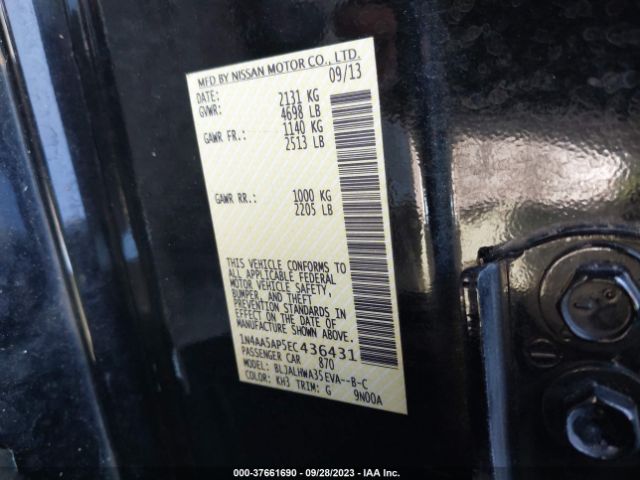 MFD BY NISSAN MOTOR CO., LTD.
DATE: 09/13
GVWR: 2131 KG
4698 LB
GAWR FR.: 1140 KG
2513 LB
GAWR RR.: 1000 KG
2205 LB
THIS VEHICLE CONFORMS TO
ALL APPLICABLE FEDERAL
MOTOR VEHICLE SAFETY,
BUMPER, AND THEFT
PREVENTION STANDARDS IN
EFFECT ON THE DATE OF
MANUFACTURE SHOWN ABOVE.
1N4AA5AP5EC436431
PASSENGER CAR 870
MODEL: BLJALHWA35EVA--B-C
COLOR: KH3 TRIM: G 9N00A
000-37661690 - 09/28/2023 - IAA Inc.